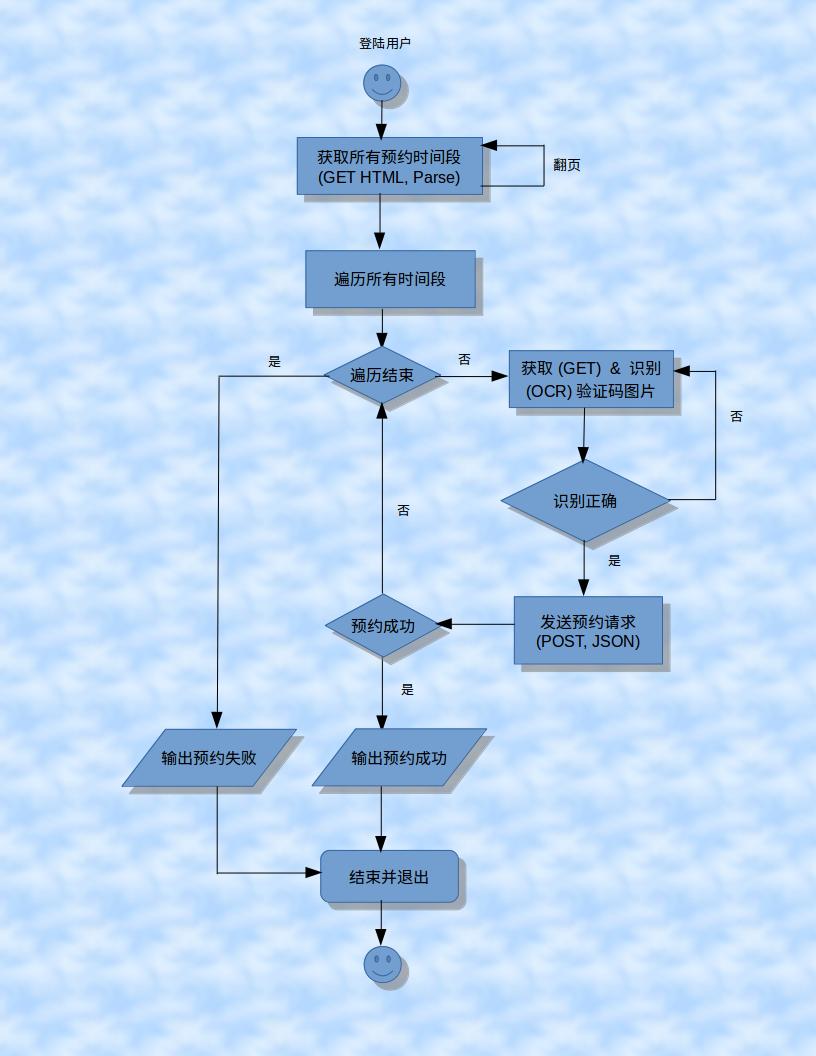 登陆用户
获取所有预约时间段
(GET HTML, Parse)
翻页
遍历所有时间段
是
遍历结束
否
获取 (GET) & 识别
(OCR) 验证码图片
否
识别正确
否
是
预约成功
发送预约请求
(POST, JSON)
是
输出预约失败
输出预约成功
结束并退出